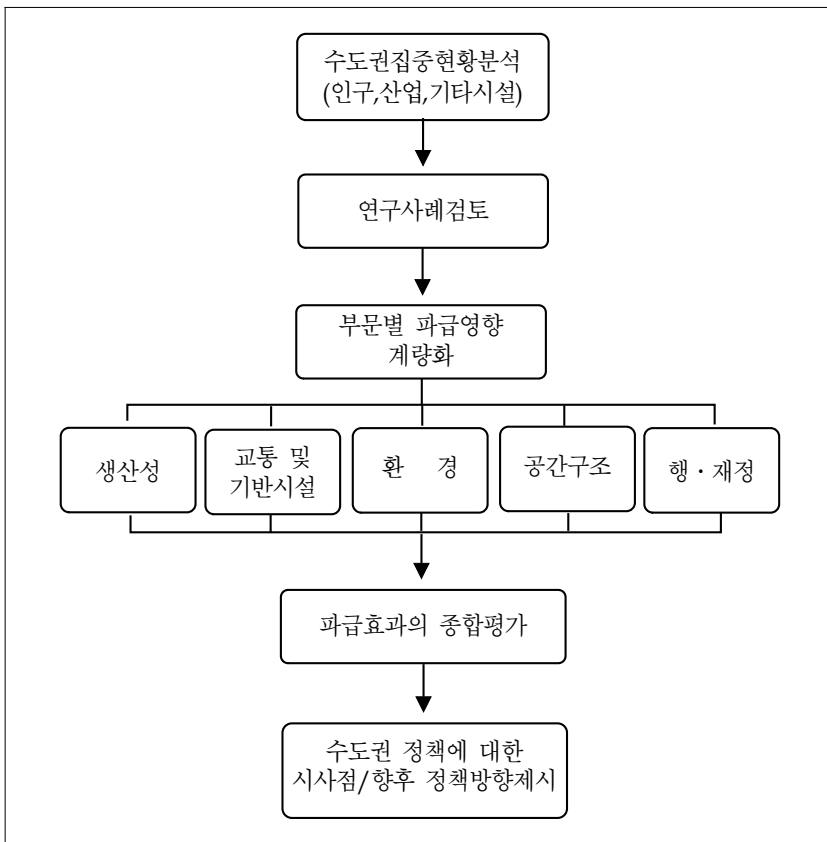 수도권집중현황분석
(인구,산업,기타시설)
연구사례검토
부문별 파급영향
계량화
생산성
교통 및
기반시설
환 경
공간구조
행·재정
파급효과의 종합평가
수도권 정책에 대한
시사점/향후 정책방향제시